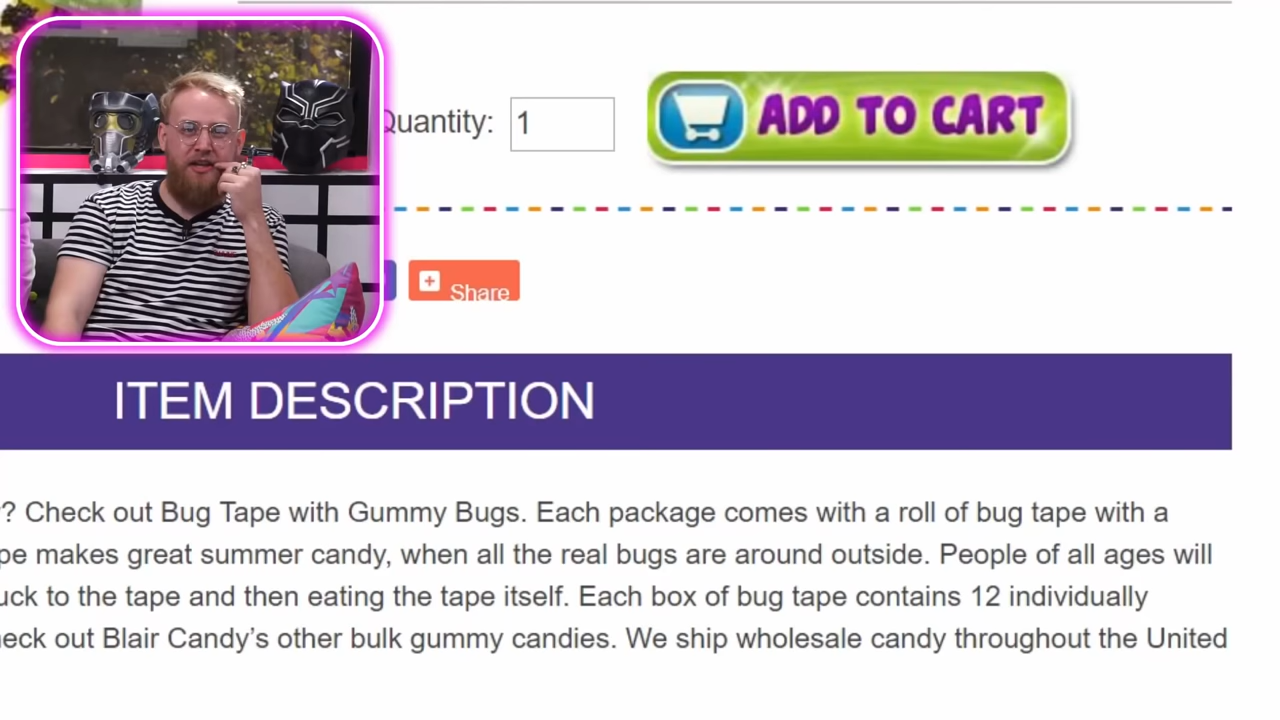 Quantity:
1
ADD TO CART
Share
ITEM DESCRIPTION
? Check out Bug Tape with Gummy Bugs. Each package comes with a roll of bug tape with a
pe makes great summer candy, when all the real bugs are around outside. People of all ages will
uck to the tape and then eating the tape itself. Each box of bug tape contains 12 individually
eck out Blair Candy’s other bulk gummy candies. We ship wholesale candy throughout the United